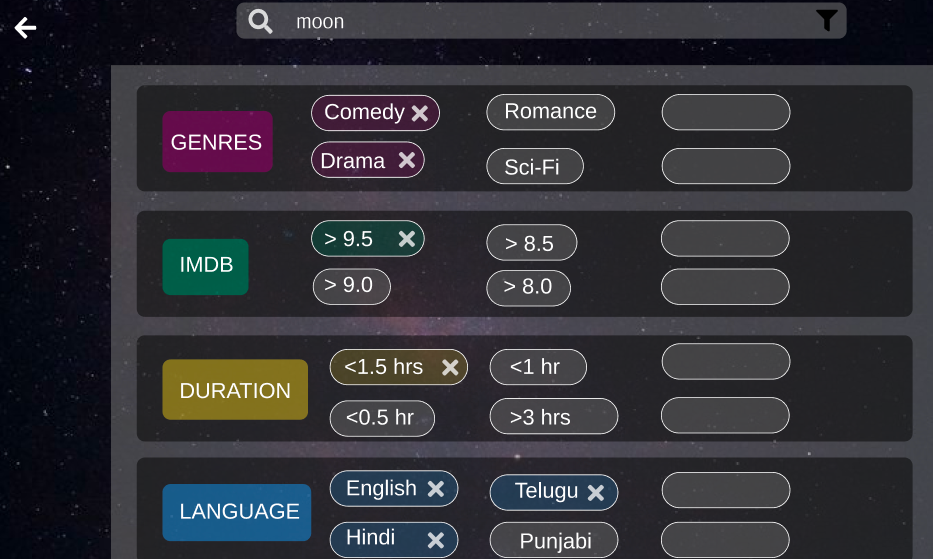 moon
GENRES
Comedy
Romance
Drama
Sci-Fi
IMDB
> 9.5
> 8.5
> 9.0
> 8.0
DURATION
<1.5 hrs
<1 hr
<0.5 hr
>3 hrs
LANGUAGE
English
Telugu
Hindi
Punjabi